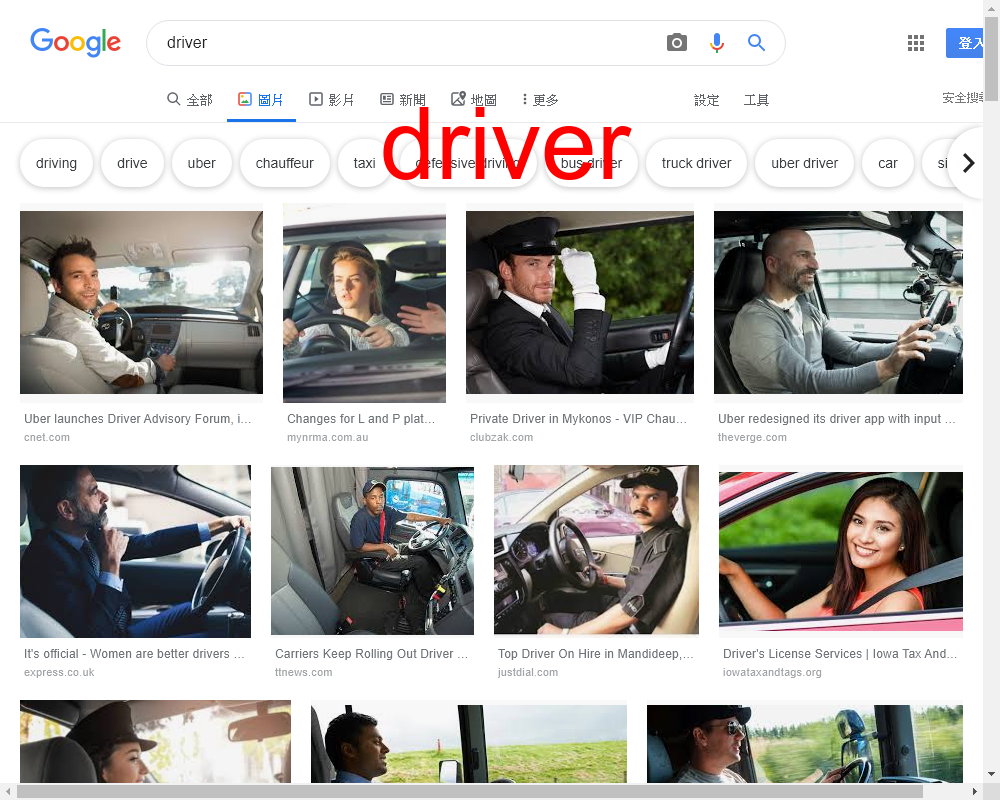 Google
driver
登入
全部 圖片 影片 新聞 地圖 更多 設定 工具 安全搜尋
driver
driving drive uber chauffeur taxi defensive driving bus driver truck driver uber driver car si
Uber launches Driver Advisory Forum, i...
cnet.com
Changes for L and P plat...
mynrma.com.au
Private Driver in Mykonos - VIP Chau...
clubzak.com
Uber redesigned its driver app with input ...
theverge.com
It's official - Women are better drivers ...
express.co.uk
Carriers Keep Rolling Out Driver ...
ttnews.com
Top Driver On Hire in Mandideep,...
justdial.com
Driver's License Services | Iowa Tax And...
iowataxandtags.org